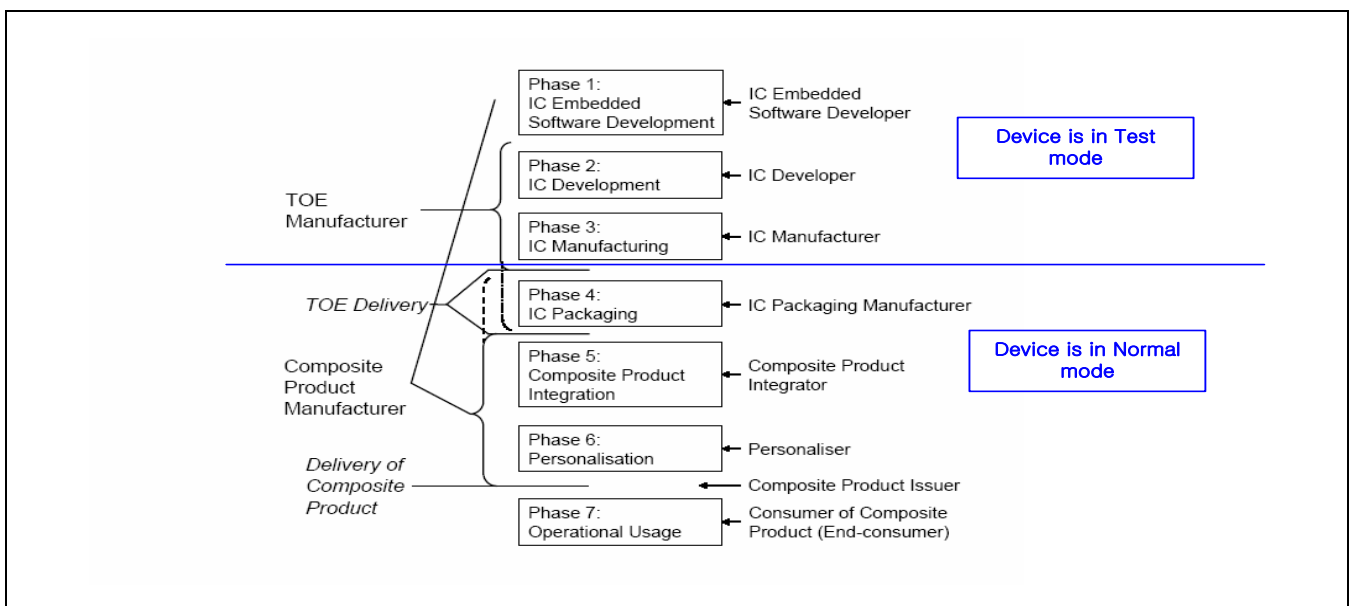 Phase 1:
IC Embedded
Software Development
IC Embedded
Software Developer
Device is in Test
mode
Phase 2:
IC Development
IC Developer
TOE
Manufacturer
Phase 3:
IC Manufacturing
IC Manufacturer
TOE Delivery
Phase 4:
IC Packaging
IC Packaging Manufacturer
Device is in Normal
mode
Composite
Product
Manufacturer
Phase 5:
Composite Product
Integration
Composite Product
Integrator
Phase 6:
Personalisation
Personaliser
Delivery of
Composite
Product
Composite Product Issuer
Phase 7:
Operational Usage
Consumer of Composite
Product (End-consumer)